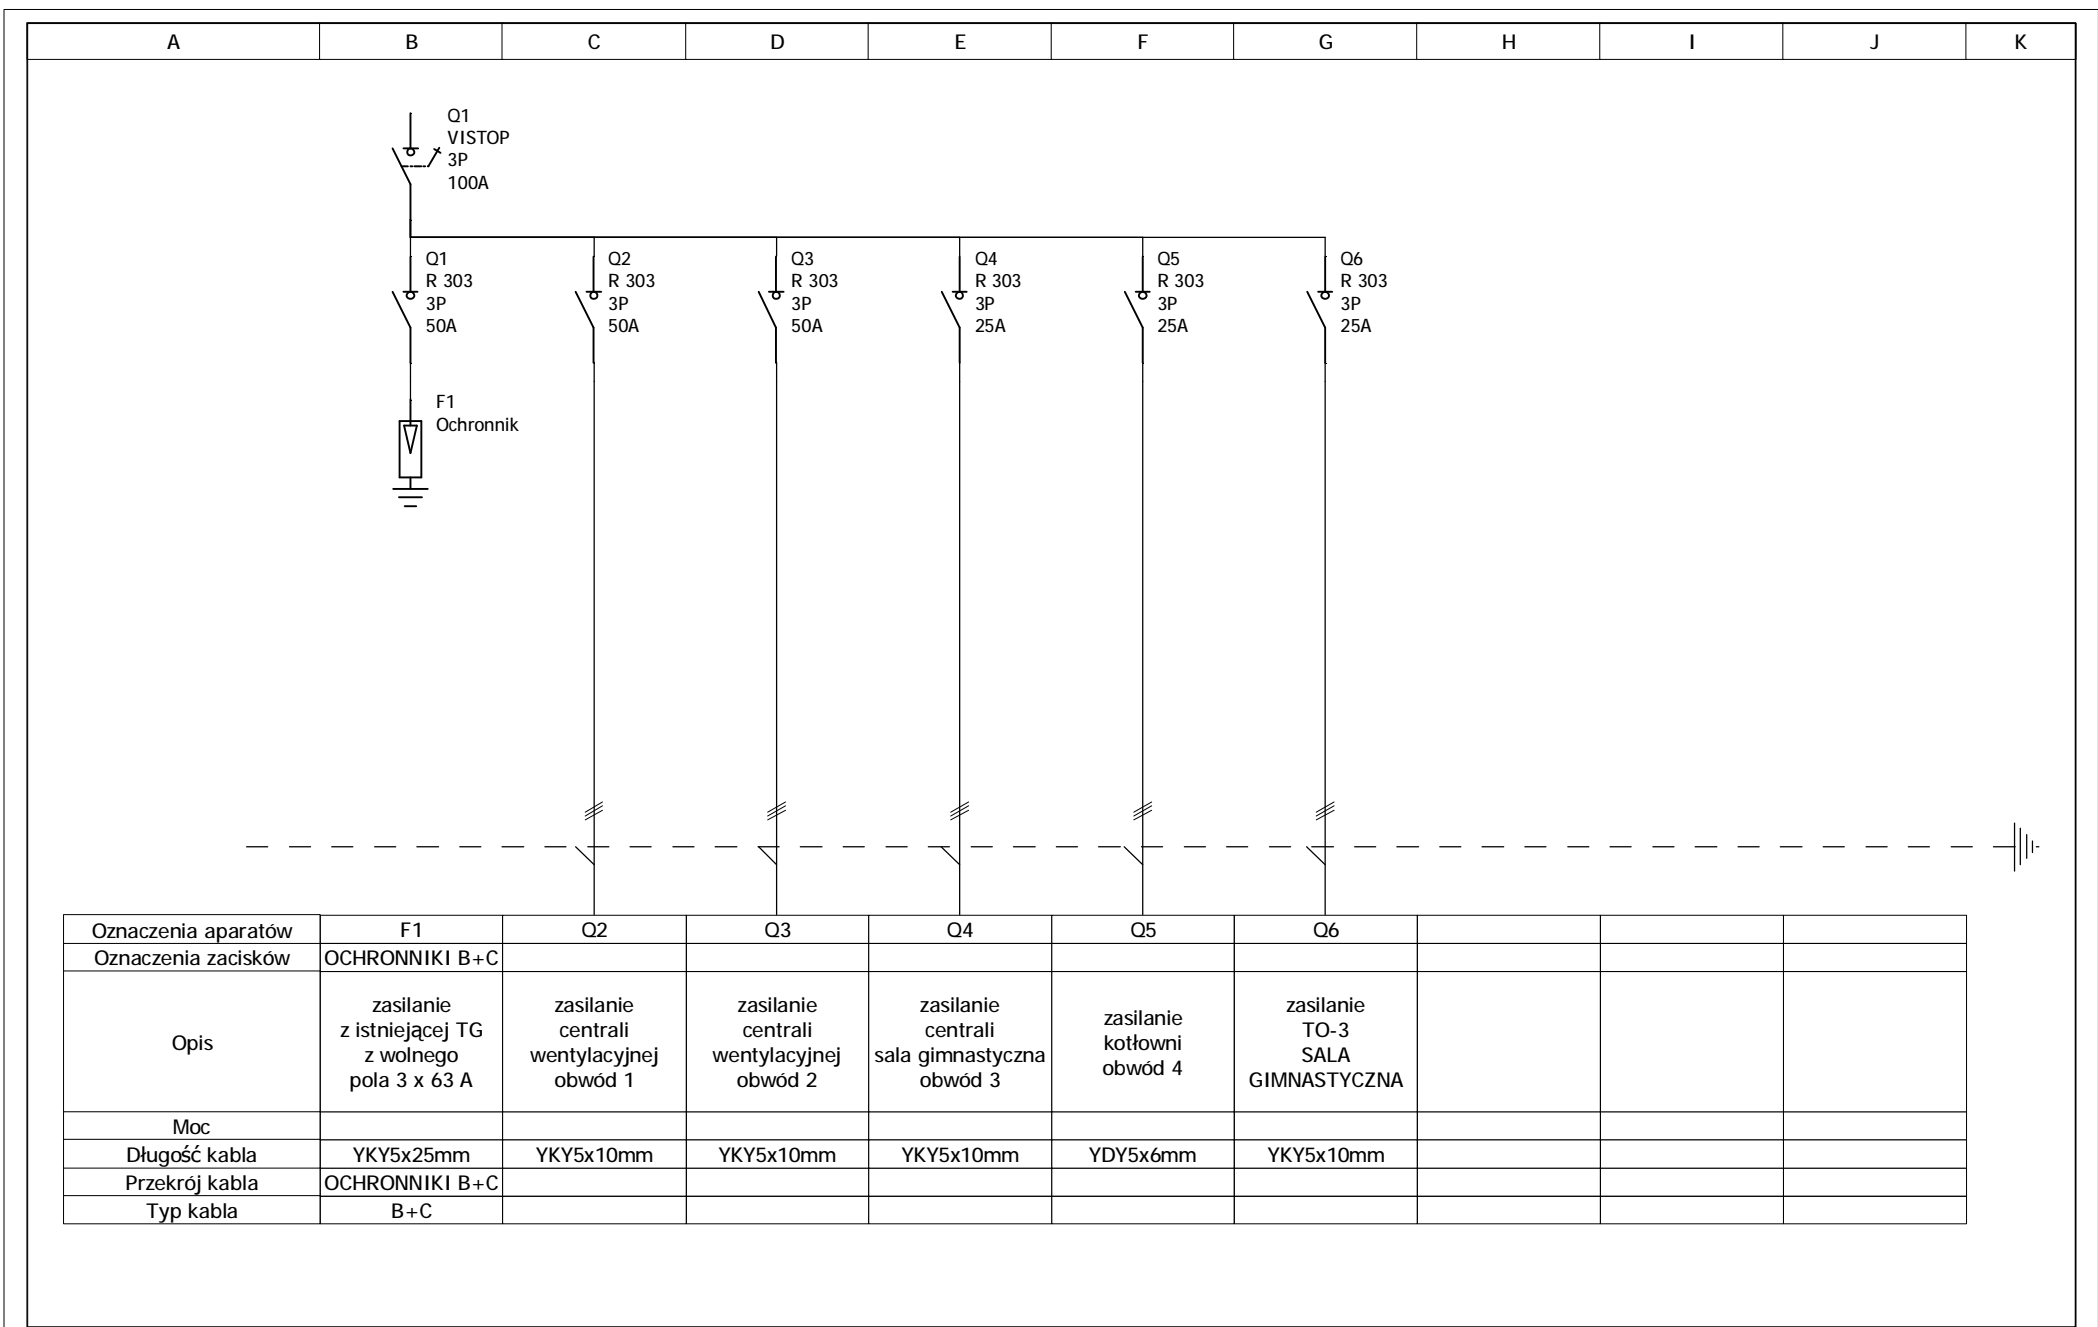 A B C D E F G H I J K
Q1
VISTOP
3P
100A
Q1
R 303
3P
50A
Q2
R 303
3P
50A
Q3
R 303
3P
50A
Q4
R 303
3P
25A
Q5
R 303
3P
25A
Q6
R 303
3P
25A
F1
Ochronnik
Oznaczenia aparatów F1 Q2 Q3 Q4 Q5 Q6
Oznaczenia zacisków OCHRONNIKI B+C
Opis
zasilanie
z istniejącej TG
z wolnego
pola 3 x 63 A
zasilanie
centrali
wentylacyjnej
obwód 1
zasilanie
centrali
wentylacyjnej
obwód 2
zasilanie
centrali
sala gimnastyczna
obwód 3
zasilanie
kotłowni
obwód 4
zasilanie
TO-3
SALA
GIMNASTYCZNA
Moc
Długość kabla YKY5x25mm YKY5x10mm YKY5x10mm YKY5x10mm YDY5x6mm YKY5x10mm
Przekrój kabla OCHRONNIKI B+C
Typ kabla B+C